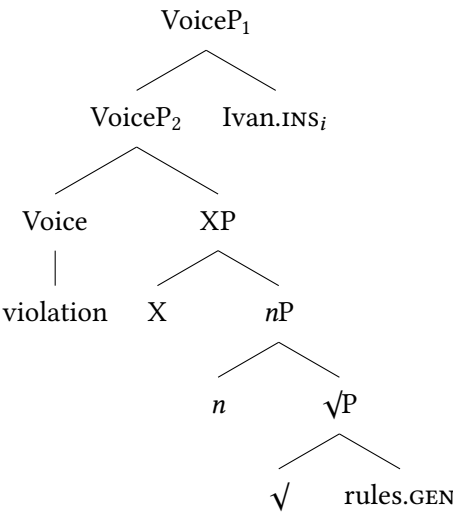 VoiceP₁
VoiceP₂ Ivan.INSᵢ
Voice XP
violation X nP
n √P
√ rules.GEN